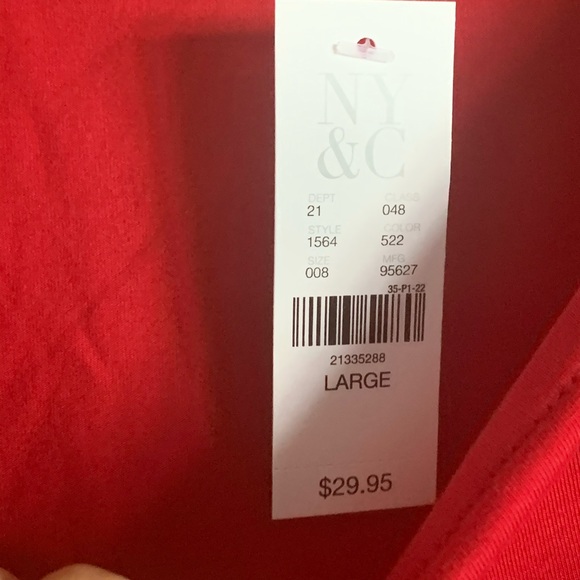 NY
&C
DEPT CLASS
21 048
STYLE COLOR
1564 522
SIZE MFG
008 95627
35-P1-22
21335288
LARGE
$29.95